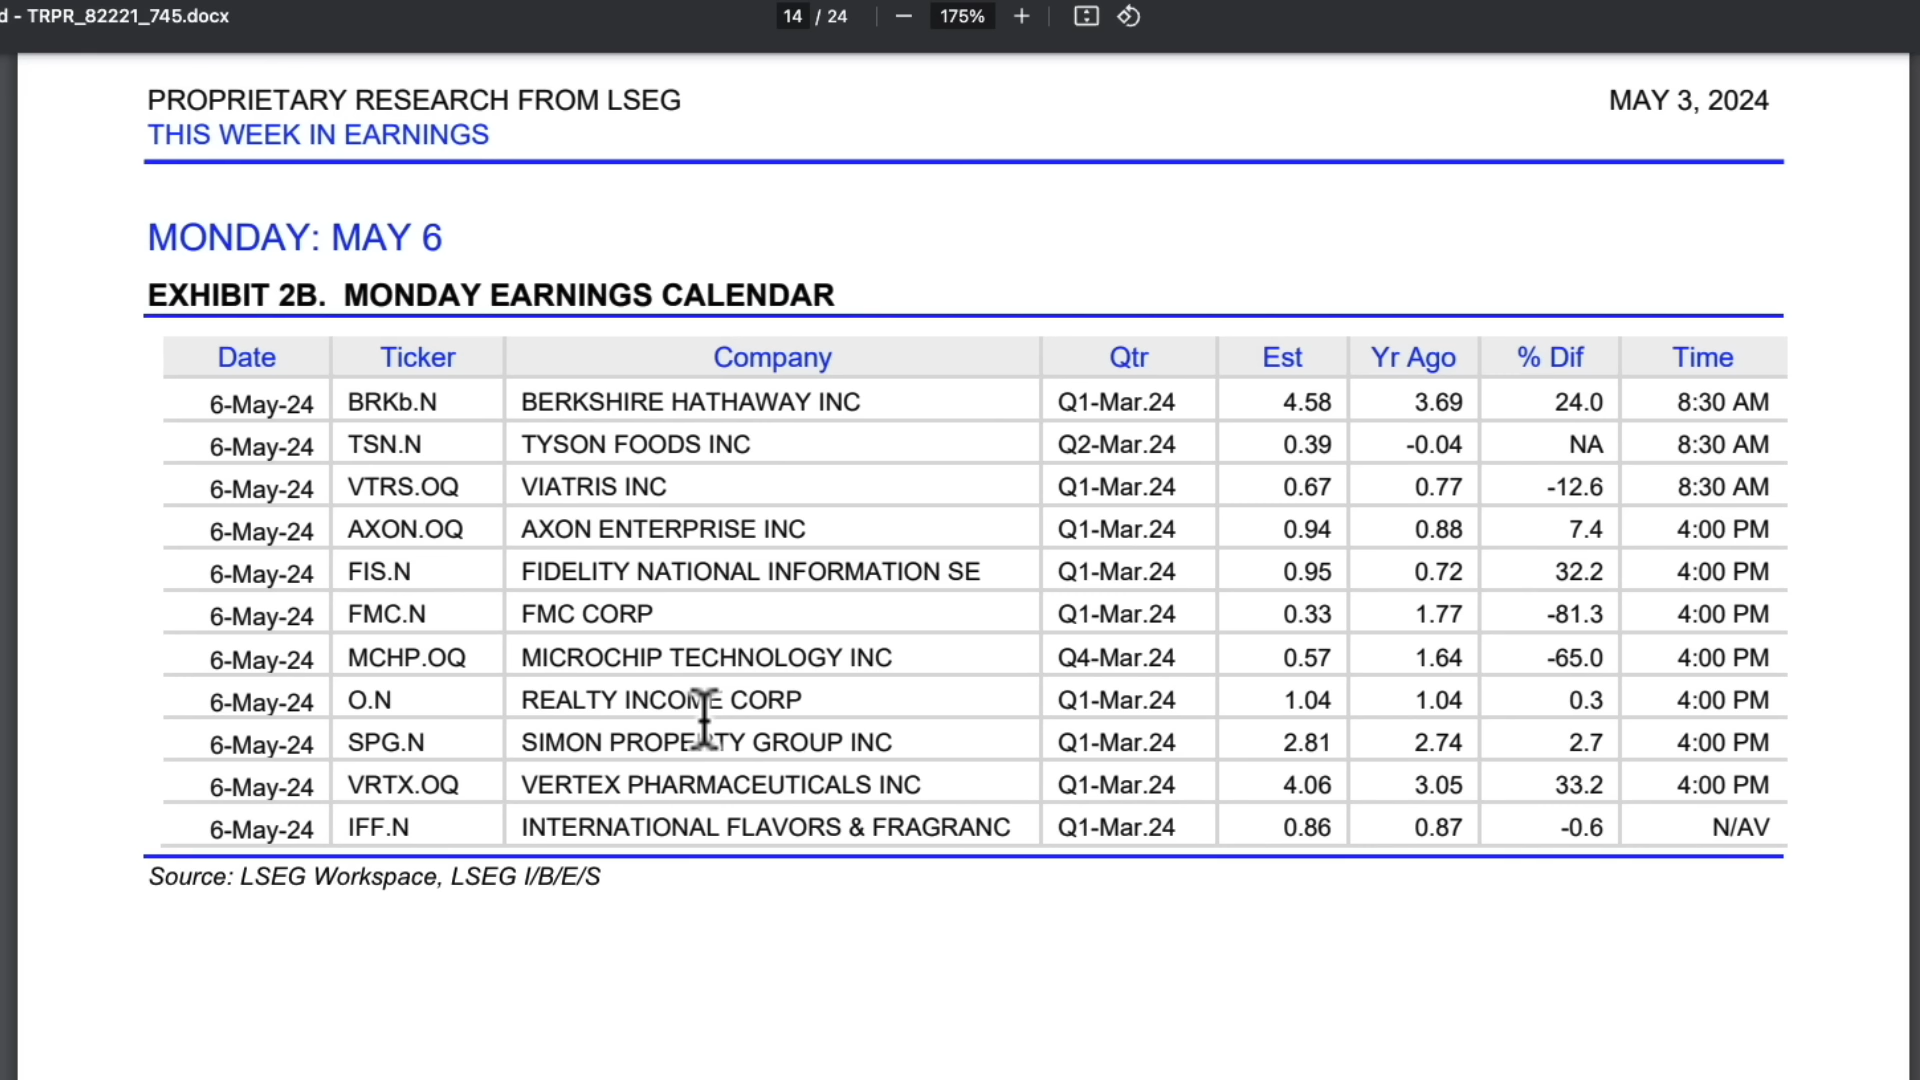 d - TRPR_82221_745.docx 14 / 24 175%
PROPRIETARY RESEARCH FROM LSEG MAY 3, 2024
THIS WEEK IN EARNINGS
MONDAY: MAY 6
EXHIBIT 2B. MONDAY EARNINGS CALENDAR
Date Ticker Company Qtr Est Yr Ago % Dif Time
6-May-24 BRKb.N BERKSHIRE HATHAWAY INC Q1-Mar.24 4.58 3.69 24.0 8:30 AM
6-May-24 TSN.N TYSON FOODS INC Q2-Mar.24 0.39 -0.04 NA 8:30 AM
6-May-24 VTRS.OQ VIATRIS INC Q1-Mar.24 0.67 0.77 -12.6 8:30 AM
6-May-24 AXON.OQ AXON ENTERPRISE INC Q1-Mar.24 0.94 0.88 7.4 4:00 PM
6-May-24 FIS.N FIDELITY NATIONAL INFORMATION SE Q1-Mar.24 0.95 0.72 32.2 4:00 PM
6-May-24 FMC.N FMC CORP Q1-Mar.24 0.33 1.77 -81.3 4:00 PM
6-May-24 MCHP.OQ MICROCHIP TECHNOLOGY INC Q4-Mar.24 0.57 1.64 -65.0 4:00 PM
6-May-24 O.N REALTY INCOME CORP Q1-Mar.24 1.04 1.04 0.3 4:00 PM
6-May-24 SPG.N SIMON PROPERTY GROUP INC Q1-Mar.24 2.81 2.74 2.7 4:00 PM
6-May-24 VRTX.OQ VERTEX PHARMACEUTICALS INC Q1-Mar.24 4.06 3.05 33.2 4:00 PM
6-May-24 IFF.N INTERNATIONAL FLAVORS & FRAGRANC Q1-Mar.24 0.86 0.87 -0.6 N/AV
Source: LSEG Workspace, LSEG I/B/E/S